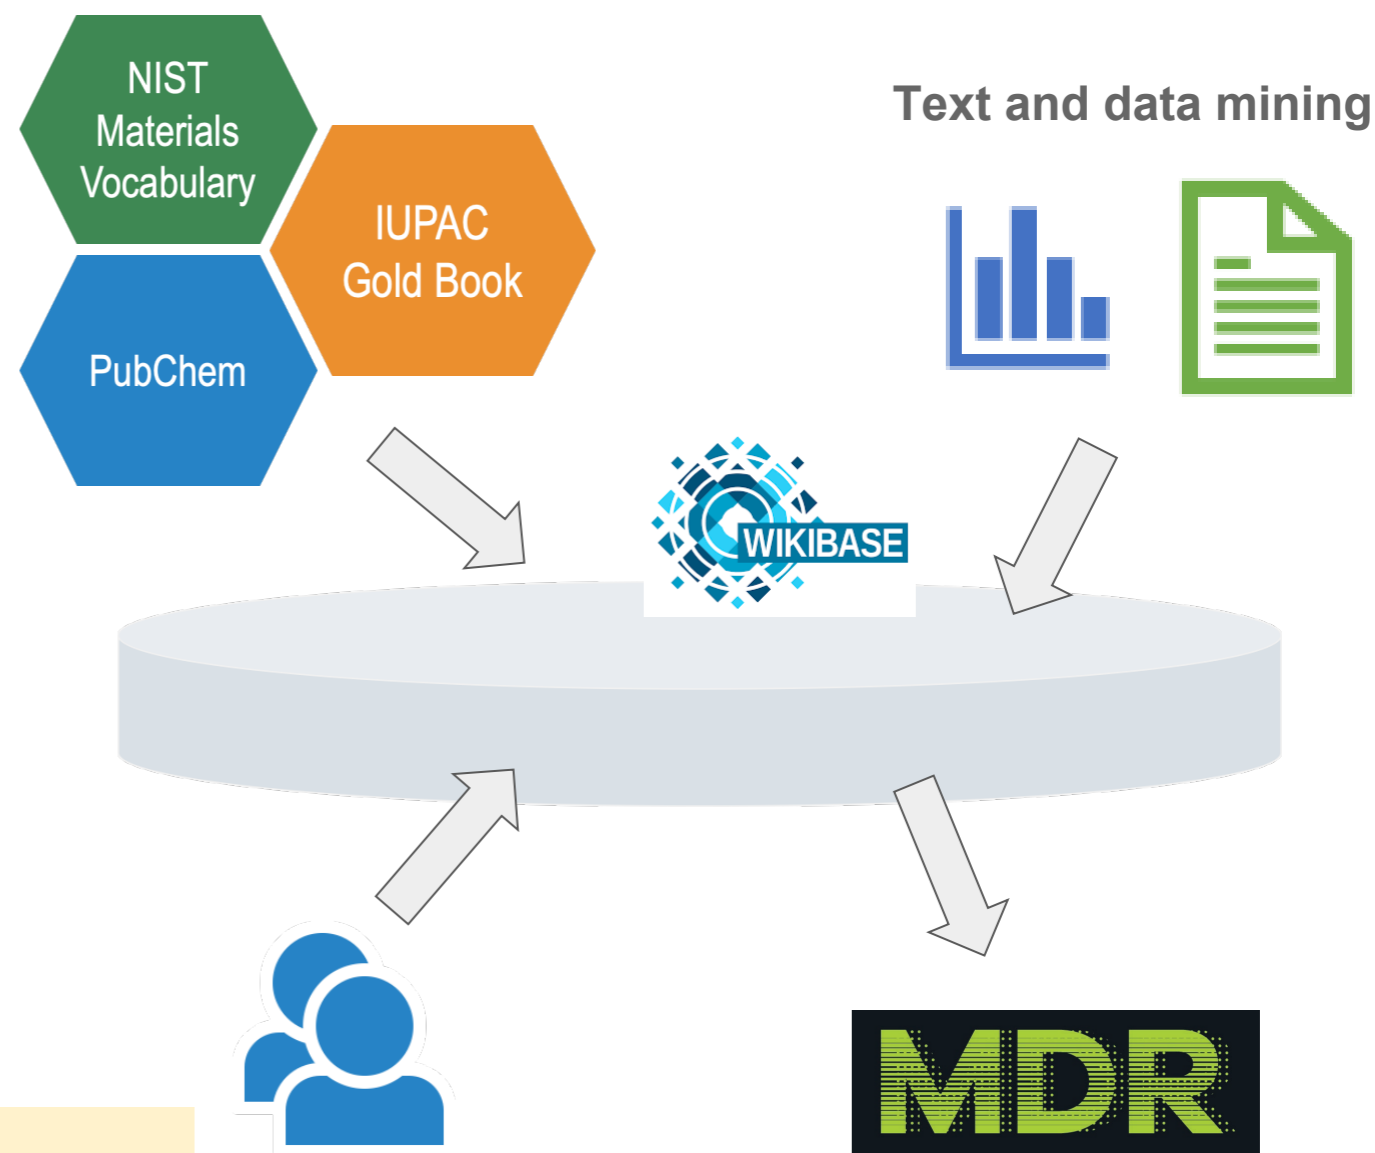 NIST
Materials
Vocabulary
IUPAC
Gold Book
PubChem
Text and data mining
WIKIBASE
MDR